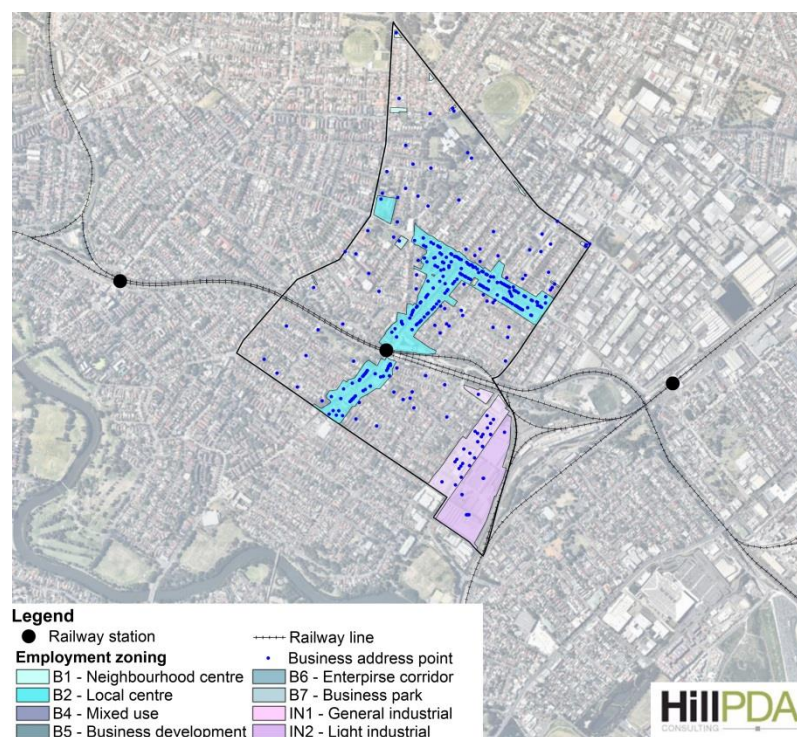 Legend
Railway station
Railway line
Employment zoning
Business address point
B1 - Neighbourhood centre
B6 - Enterpirse corridor
B2 - Local centre
B7 - Business park
B4 - Mixed use
IN1 - General industrial
B5 - Business development
IN2 - Light industrial
HillPDA
CONSULTING